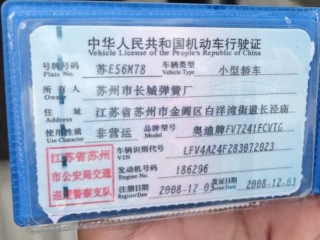 中华人民共和国机动车行驶证
Vehicle License of the People's Republic of China
号牌号码 苏E56M78 车辆类型 小型轿车
Plate No. Vehicle Type
所有人 苏州市长城弹簧厂
Owner
住址 江苏省苏州市金阊区白洋湾街道长泾庙
Address
使用性质 非营运 品牌型号 奥迪牌FV7241FCVTG
Use Character Model
江苏省苏州 车辆识别代号 LFV4A24F283072023
VIN
市公安局交通 发动机号码 186296
Engine No.
巡逻警察支队 注册日期 2008-12-03 发证日期 2008-12-03
Register Date Issue Date